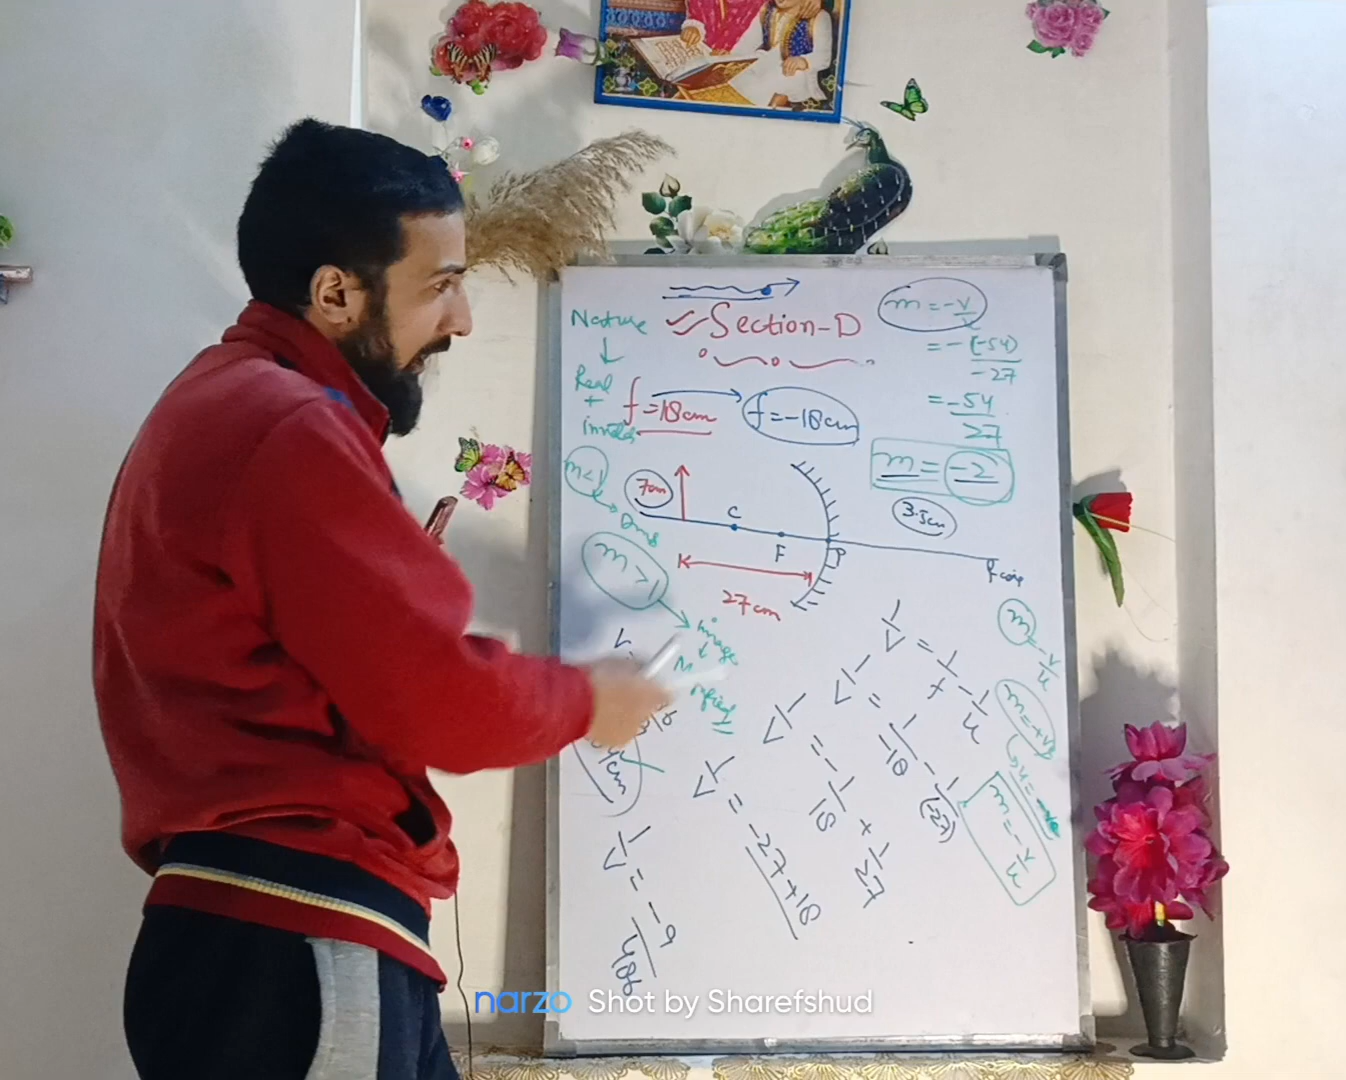 Nature
↓
Real
+
Section-D
f = 18cm
f = -18cm
m = -v/u
= -(-54)/-27
= -54/27
m = -2
3.5cm
m<1
7cm
C
F
P
27cm
m>1
image
1/v = 1/f - 1/u
1/v = 1/-18 - 1/(-27)
1/v = -1/18 + 1/27
1/v = -27+18/486
1/v = -9/486
m = -v/u
m = +v
m = -v/u
narzo Shot by Sharefshud